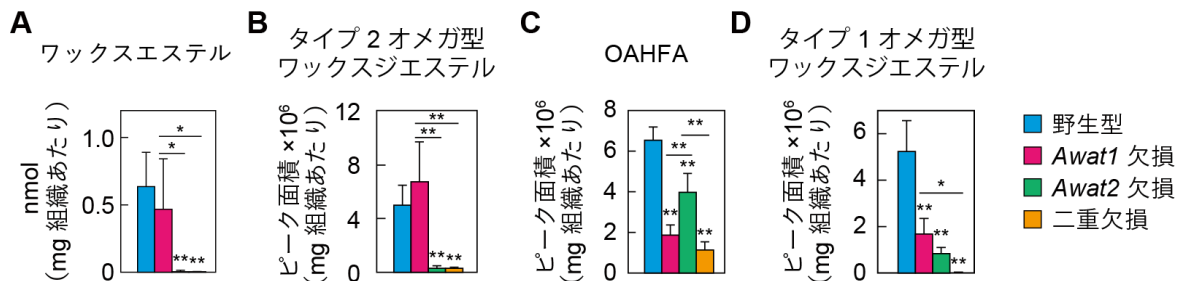 A
ワックスエステル
nmol
(mg 組織あたり)
1.0
0.5
0
*
*
**
**
B
タイプ 2 オメガ型
ワックスジエステル
ピーク面積 ×10⁶
(mg 組織あたり)
12
8
4
0
**
**
**
**
C
OAHFA
ピーク面積 ×10⁶
(mg 組織あたり)
8
6
4
2
0
**
**
**
**
**
D
タイプ 1 オメガ型
ワックスジエステル
ピーク面積 ×10⁶
(mg 組織あたり)
6
4
2
0
*
**
**
**
野生型
Awat1 欠損
Awat2 欠損
二重欠損